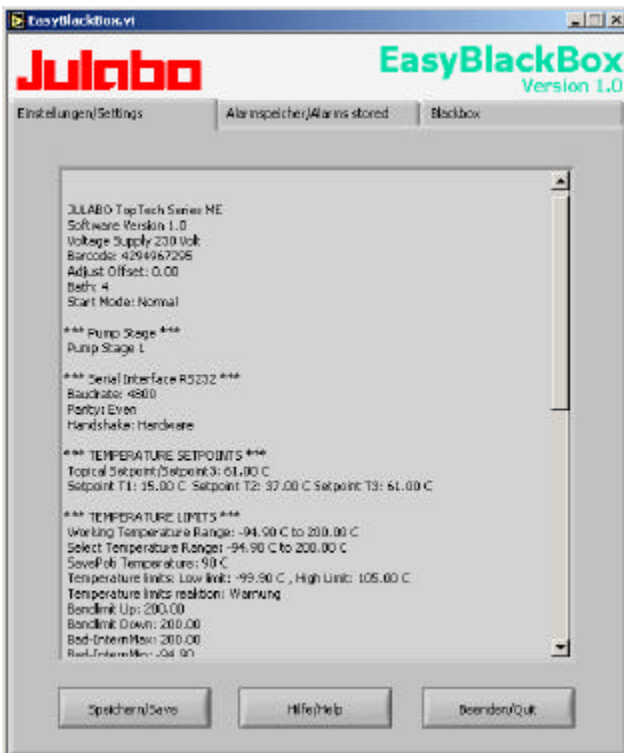 EasyBlackBox.vi
Julabo
EasyBlackBox
Version 1.0
Einstellungen/Settings
Alarmspeicher/Alarms stored
Blackbox
JULABO TopTech Series ME
Software Version 1.0
Voltage Supply 230 Volt
Barcode: 4294967295
Adjust Offset: 0.00
Bath: 4
Start Mode: Normal
*** Pump Stage ***
Pump Stage 1
*** Serial Interface RS232 ***
Baudrate: 4800
Parity: Even
Handshake: Hardware
*** TEMPERATURE SETPOINTS ***
Topical Setpoint/Setpoint3: 61.00 C
Setpoint T1: 15.00 C Setpoint T2: 37.00 C Setpoint T3: 61.00 C
*** TEMPERATURE LIMITS ***
Working Temperature Range: -94.90 C to 200.00 C
Select Temperature Range: -94.90 C to 200.00 C
SavePoti Temperature: 90 C
Temperature limits: Low limit: -99.90 C , High Limit: 105.00 C
Temperature limits reaktion: Warnung
Bandlimit Up: 200.00
Bandlimit Down: 200.00
Bad-InternMax: 200.00
Bad-InternMin: -94.90
Speichern/Save
Hilfe/Help
Beenden/Quit